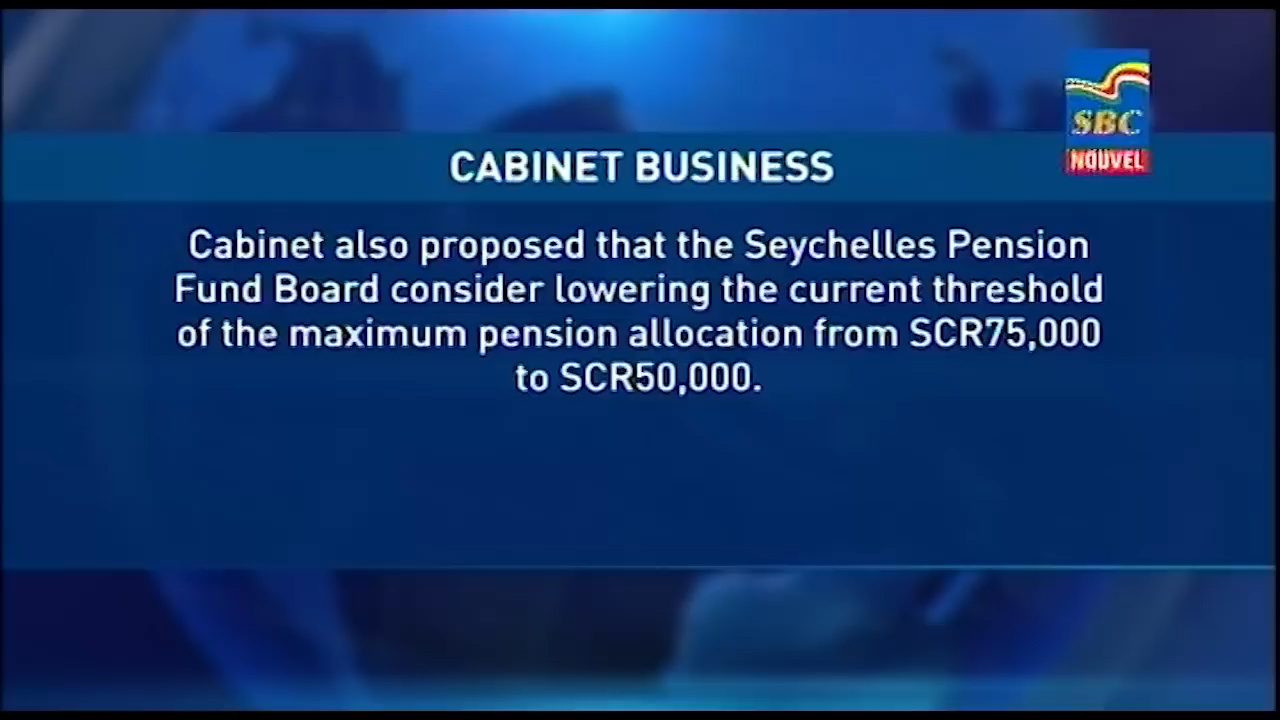 SBC
NOUVEL
CABINET BUSINESS
Cabinet also proposed that the Seychelles Pension
Fund Board consider lowering the current threshold
of the maximum pension allocation from SCR75,000
to SCR50,000.